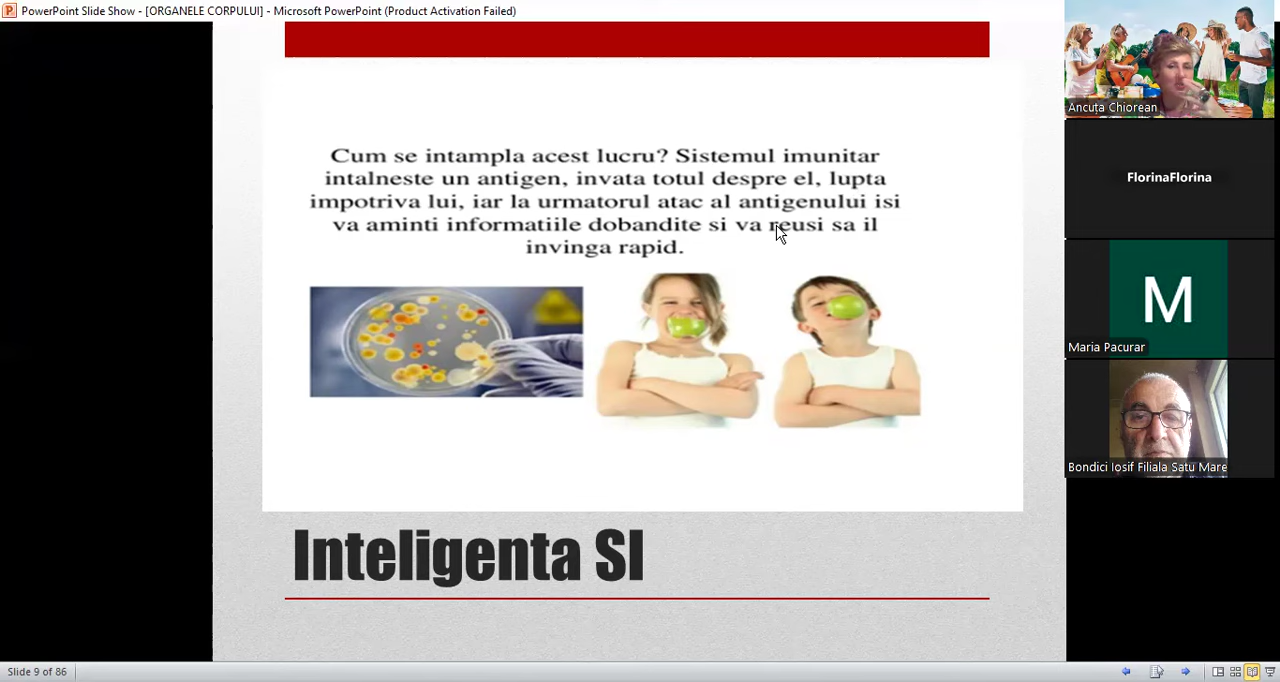 PowerPoint Slide Show - [ORGANELE CORPULUI] - Microsoft PowerPoint (Product Activation Failed)
Cum se intampla acest lucru? Sistemul imunitar
intalneste un antigen, invata totul despre el, lupta
impotriva lui, iar la urmatorul atac al antigenului isi
va aminti informatiile dobandite si va reusi sa il
invinga rapid.
Inteligenta SI
Ancuța Chiorean
FlorinaFlorina
M
Maria Pacurar
Bondici Iosif Filiala Satu Mare
Slide 9 of 86